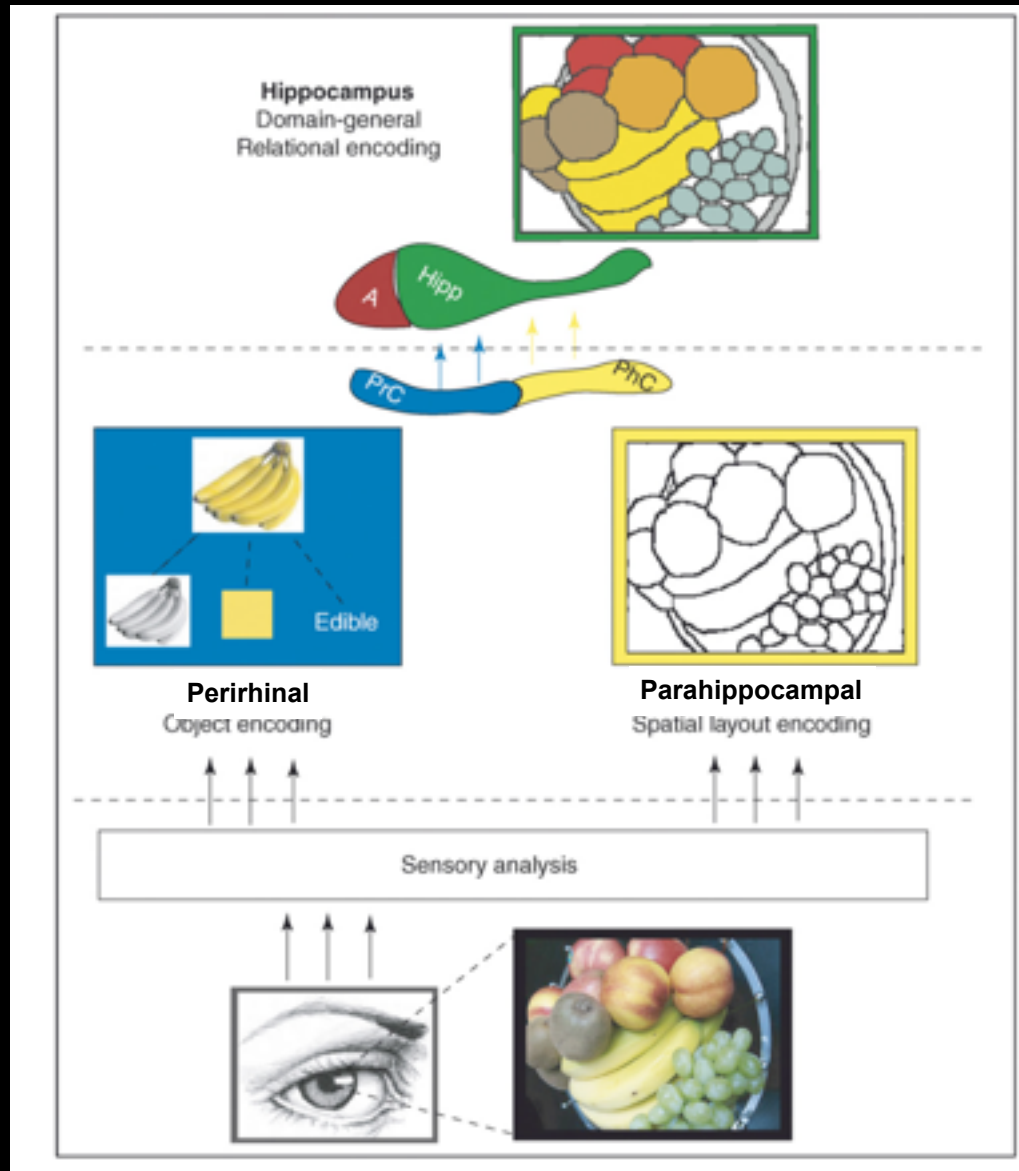 Hippocampus
Domain-general
Relational encoding
A
Hipp
PrC
PhC
Edible
Perirhinal
Object encoding
Parahippocampal
Spatial layout encoding
Sensory analysis